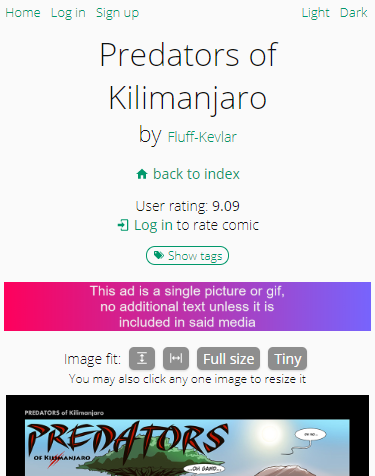 Home Log in Sign up Light Dark
Predators of
Kilimanjaro
by Fluff-Kevlar
back to index
User rating: 9.09
Log in to rate comic
Show tags
This ad is a single picture or gif,
no additional text unless it is
included in said media
Image fit: Full size Tiny
You may also click any one image to resize it
PREDATORS of Kilimanjaro
PREDATORS
OF KILIMANJARO
OH NO...
...OH DAMN...